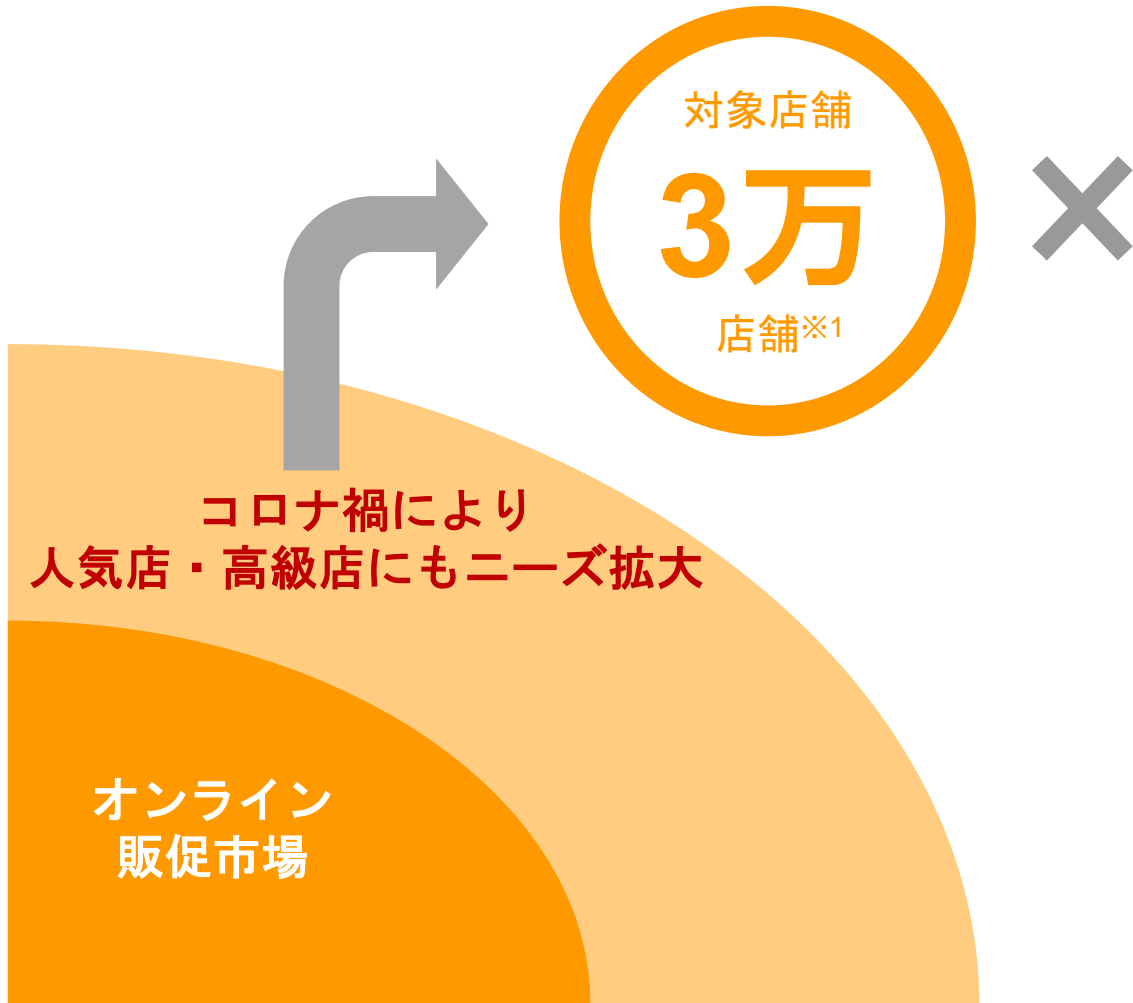 対象店舗
3万
店舗※1
コロナ禍により
人気店・高級店にもニーズ拡大
オンライン
販促市場